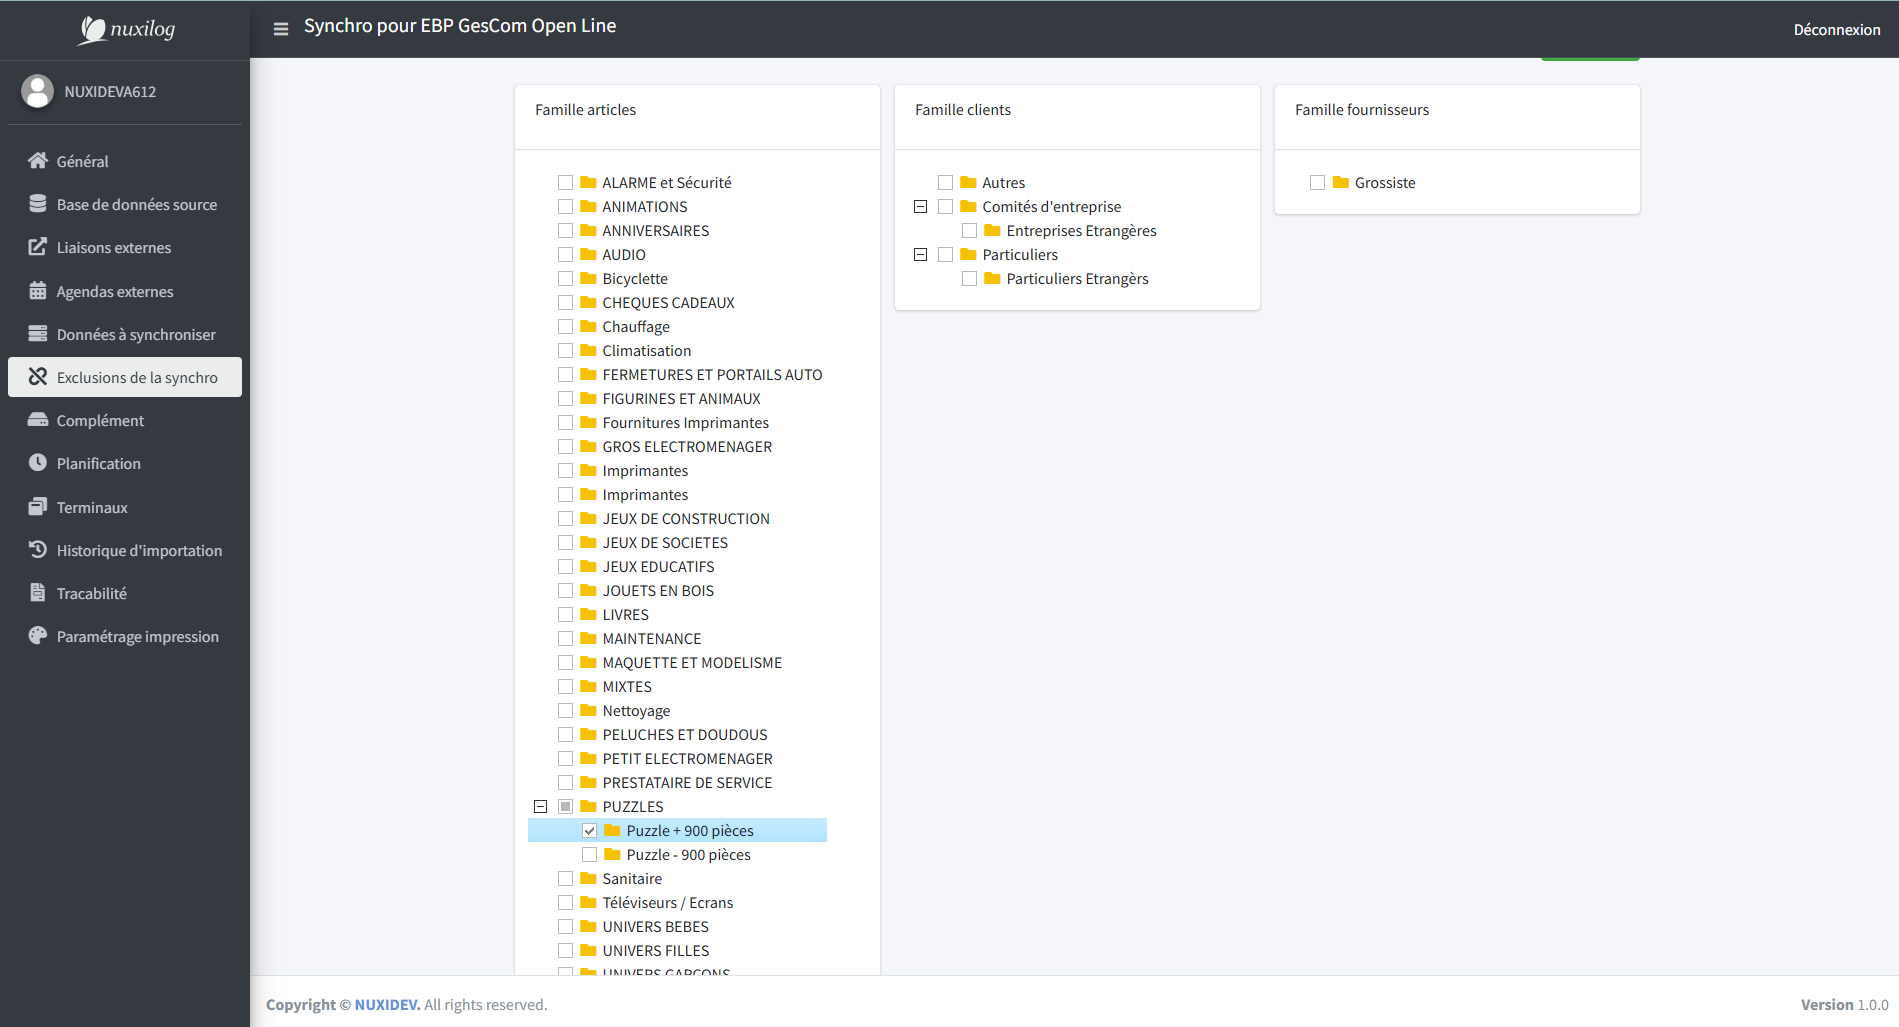 nuxilog
Synchro pour EBP GesCom Open Line
Déconnexion
NUXIDEVA612
Général
Base de données source
Liaisons externes
Agendas externes
Données à synchroniser
Exclusions de la synchro
Complément
Planification
Terminaux
Historique d'importation
Tracabilité
Paramétrage impression
Famille articles
ALARME et Sécurité
ANIMATIONS
ANNIVERSAIRES
AUDIO
Bicyclette
CHEQUES CADEAUX
Chauffage
Climatisation
FERMETURES ET PORTAILS AUTO
FIGURINES ET ANIMAUX
Fournitures Imprimantes
GROS ELECTROMENAGER
Imprimantes
Imprimantes
JEUX DE CONSTRUCTION
JEUX DE SOCIETES
JEUX EDUCATIFS
JOUETS EN BOIS
LIVRES
MAINTENANCE
MAQUETTE ET MODELISME
MIXTES
Nettoyage
PELUCHES ET DOUDOUS
PETIT ELECTROMENAGER
PRESTATAIRE DE SERVICE
PUZZLES
Puzzle + 900 pièces
Puzzle - 900 pièces
Sanitaire
Téléviseurs / Ecrans
UNIVERS BEBES
UNIVERS FILLES
UNIVERS GARCONS
Famille clients
Autres
Comités d'entreprise
Entreprises Etrangères
Particuliers
Particuliers Etrangèrs
Famille fournisseurs
Grossiste
Copyright © NUXIDEV. All rights reserved.
Version 1.0.0